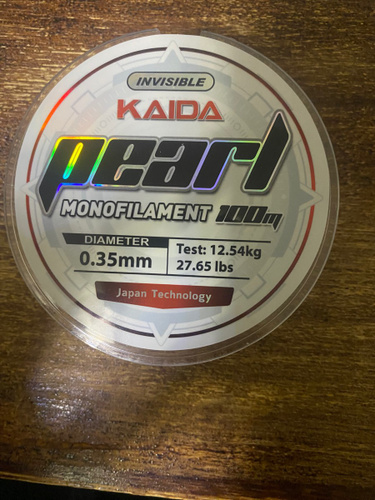 INVISIBLE
KAIDA
pearl
MONOFILAMENT 100m
DIAMETER
0.35mm
Test: 12.54kg
27.65 lbs
Japan Technology